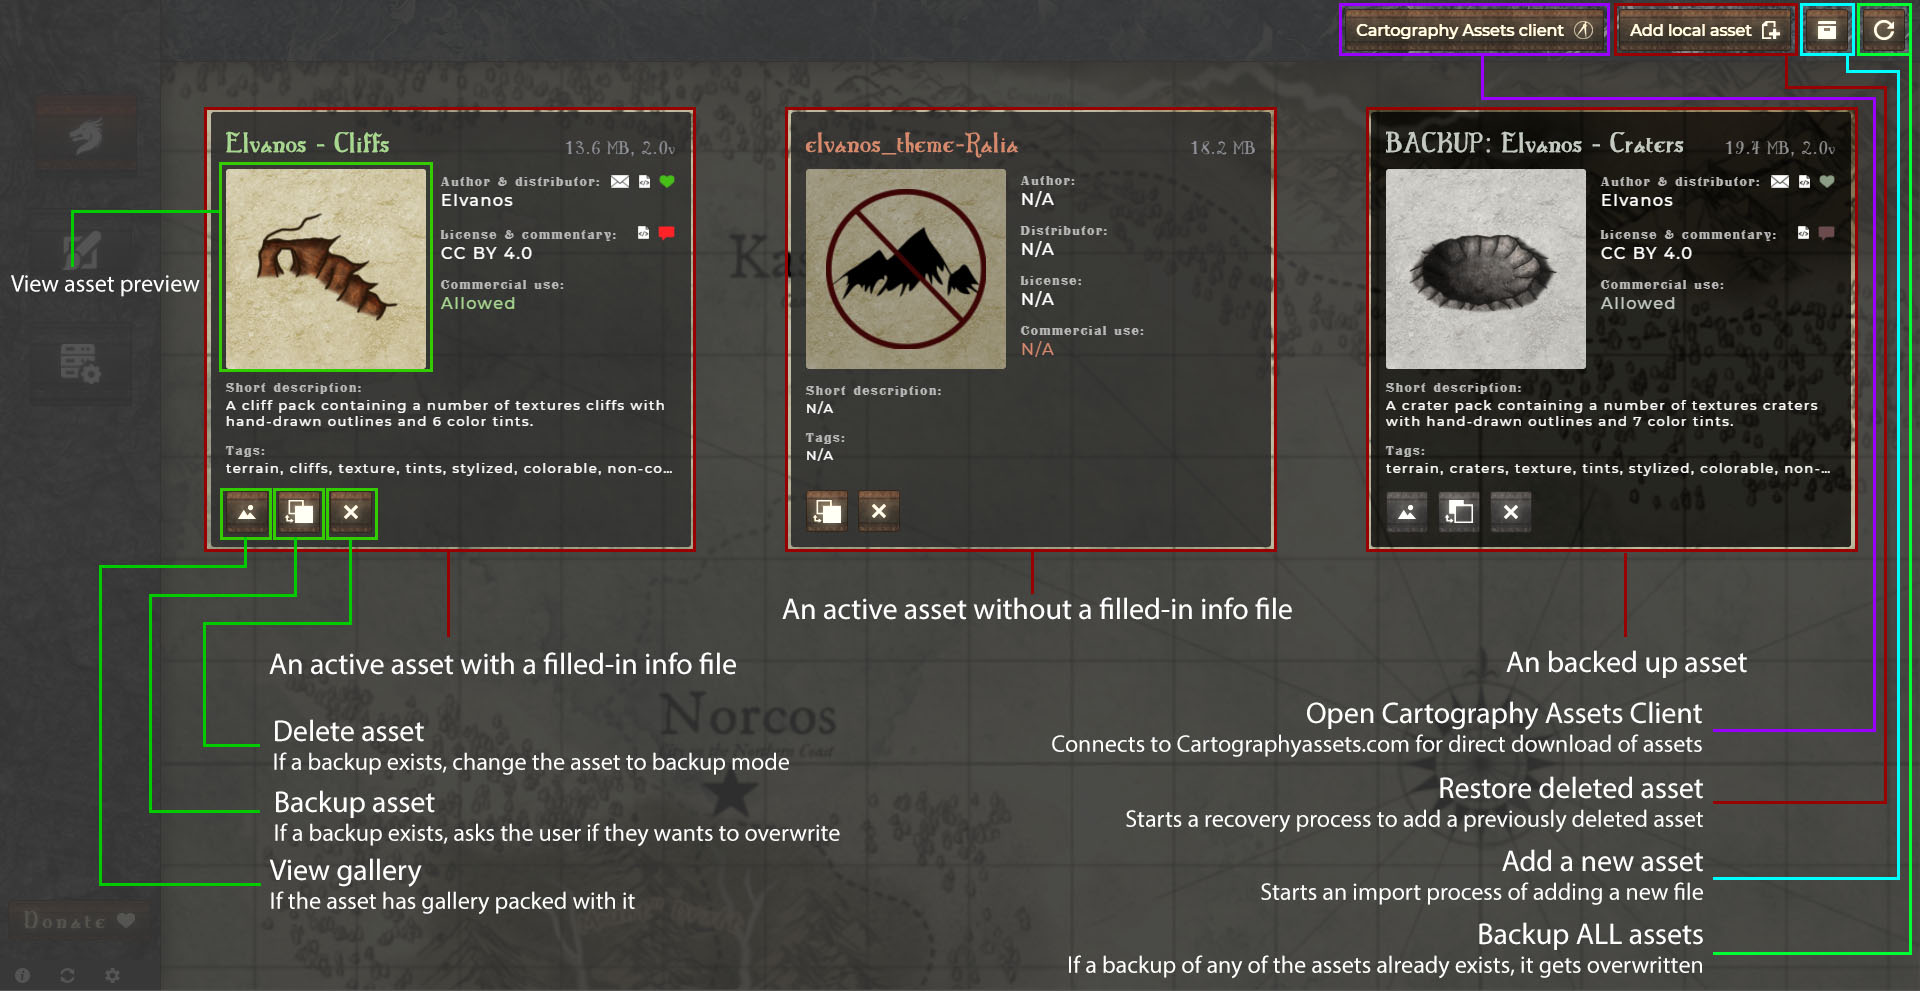 Cartography Assets client
Add local asset
Elvanos - Cliffs
13.6 MB, 2.0v
Author & distributor:
Elvanos
License & commentary:
CC BY 4.0
Commercial use:
Allowed
Short description:
A cliff pack containing a number of textures cliffs with
hand-drawn outlines and 6 color tints.
Tags:
terrain, cliffs, texture, tints, stylized, colorable, non-co...
elvanos_theme-Ralia
18.2 MB
Author:
N/A
Distributor:
N/A
License:
N/A
Commercial use:
N/A
Short description:
N/A
Tags:
N/A
BACKUP: Elvanos - Craters
19.4 MB, 2.0v
Author & distributor:
Elvanos
License & commentary:
CC BY 4.0
Commercial use:
Allowed
Short description:
A crater pack containing a number of textures craters
with hand-drawn outlines and 7 color tints.
Tags:
terrain, craters, texture, tints, stylized, colorable, non-...
View asset preview
Kas
An active asset with a filled-in info file
An active asset without a filled-in info file
An backed up asset
Norcos
Delete asset
If a backup exists, change the asset to backup mode
Backup asset
If a backup exists, asks the user if they wants to overwrite
View gallery
If the asset has gallery packed with it
Open Cartography Assets Client
Connects to Cartographyassets.com for direct download of assets
Restore deleted asset
Starts a recovery process to add a previously deleted asset
Add a new asset
Starts an import process of adding a new file
Backup ALL assets
If a backup of any of the assets already exists, it gets overwritten
Donate